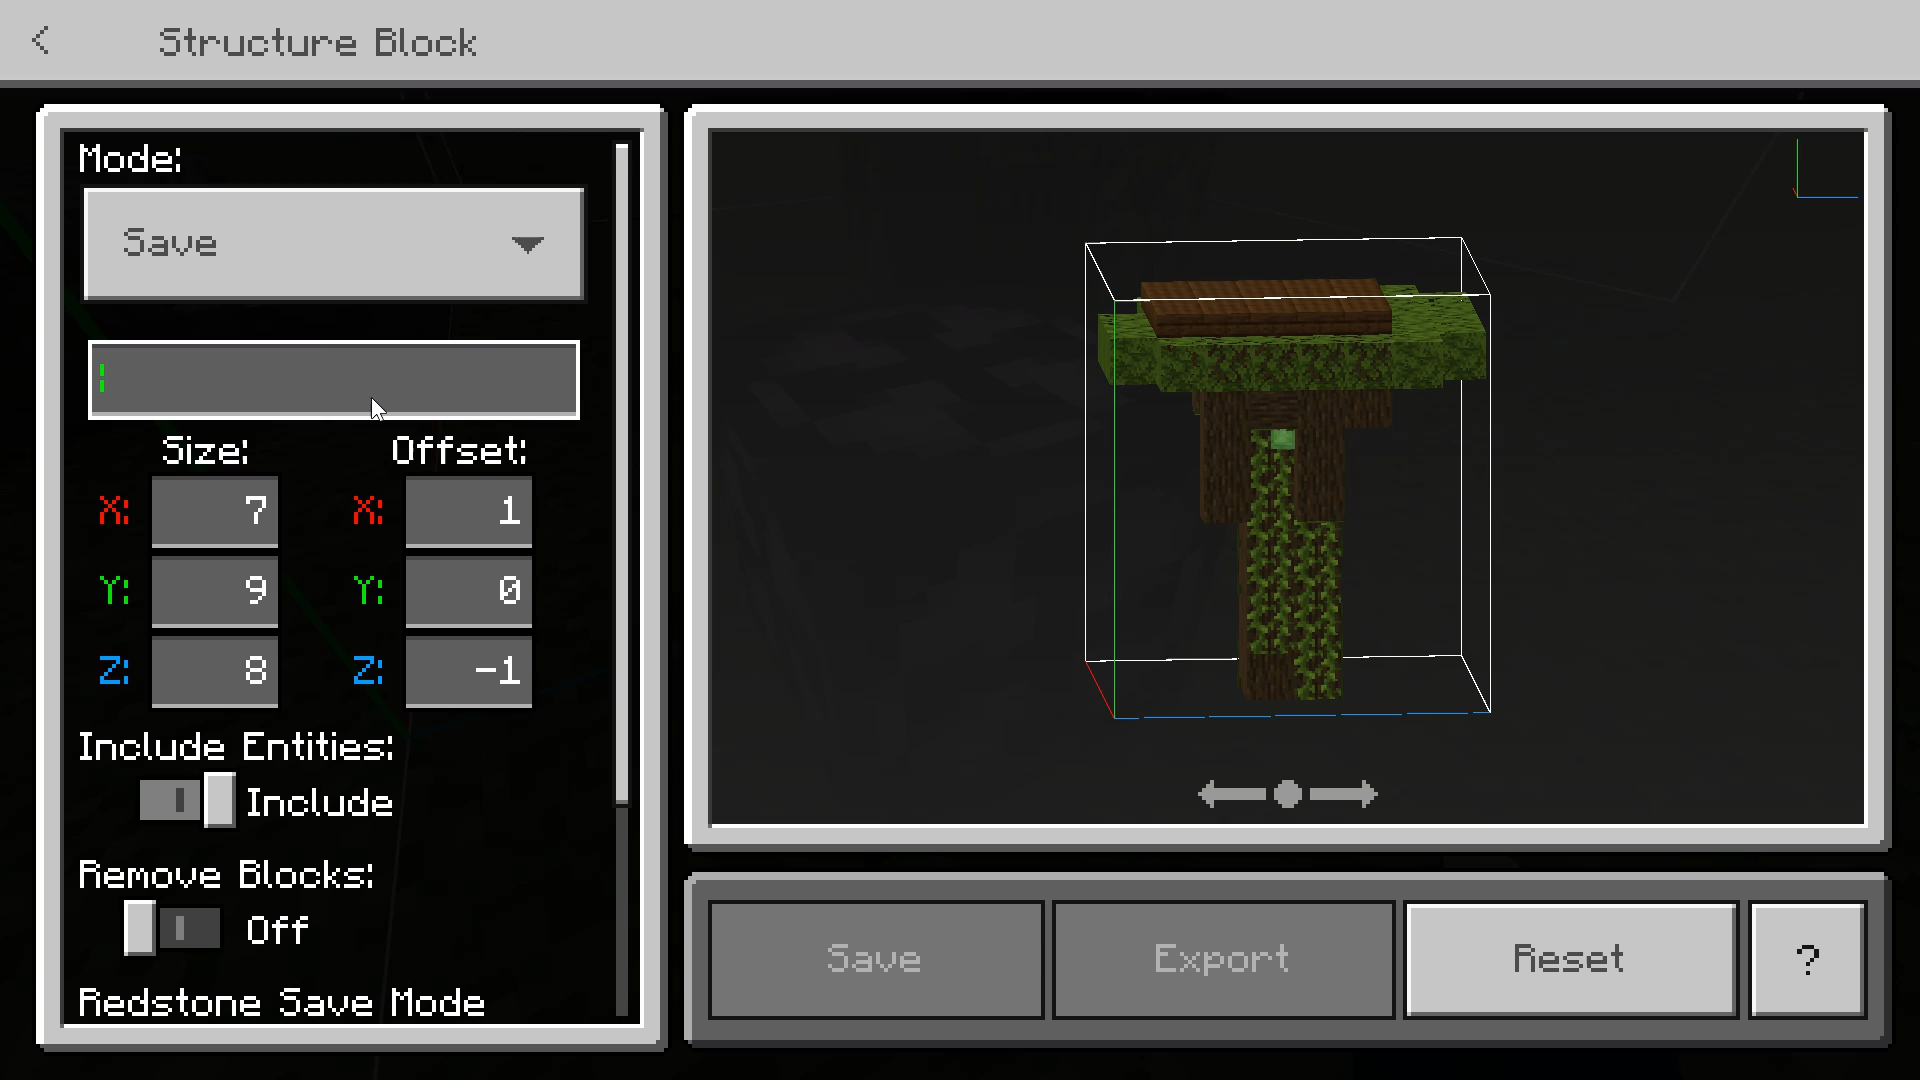 Structure Block
Mode:
Save
Size: Offset:
X: 7 X: 1
Y: 9 Y: 0
Z: 8 Z: -1
Include Entities:
Include
Remove Blocks:
Off
Redstone Save Mode
Save Export Reset ?